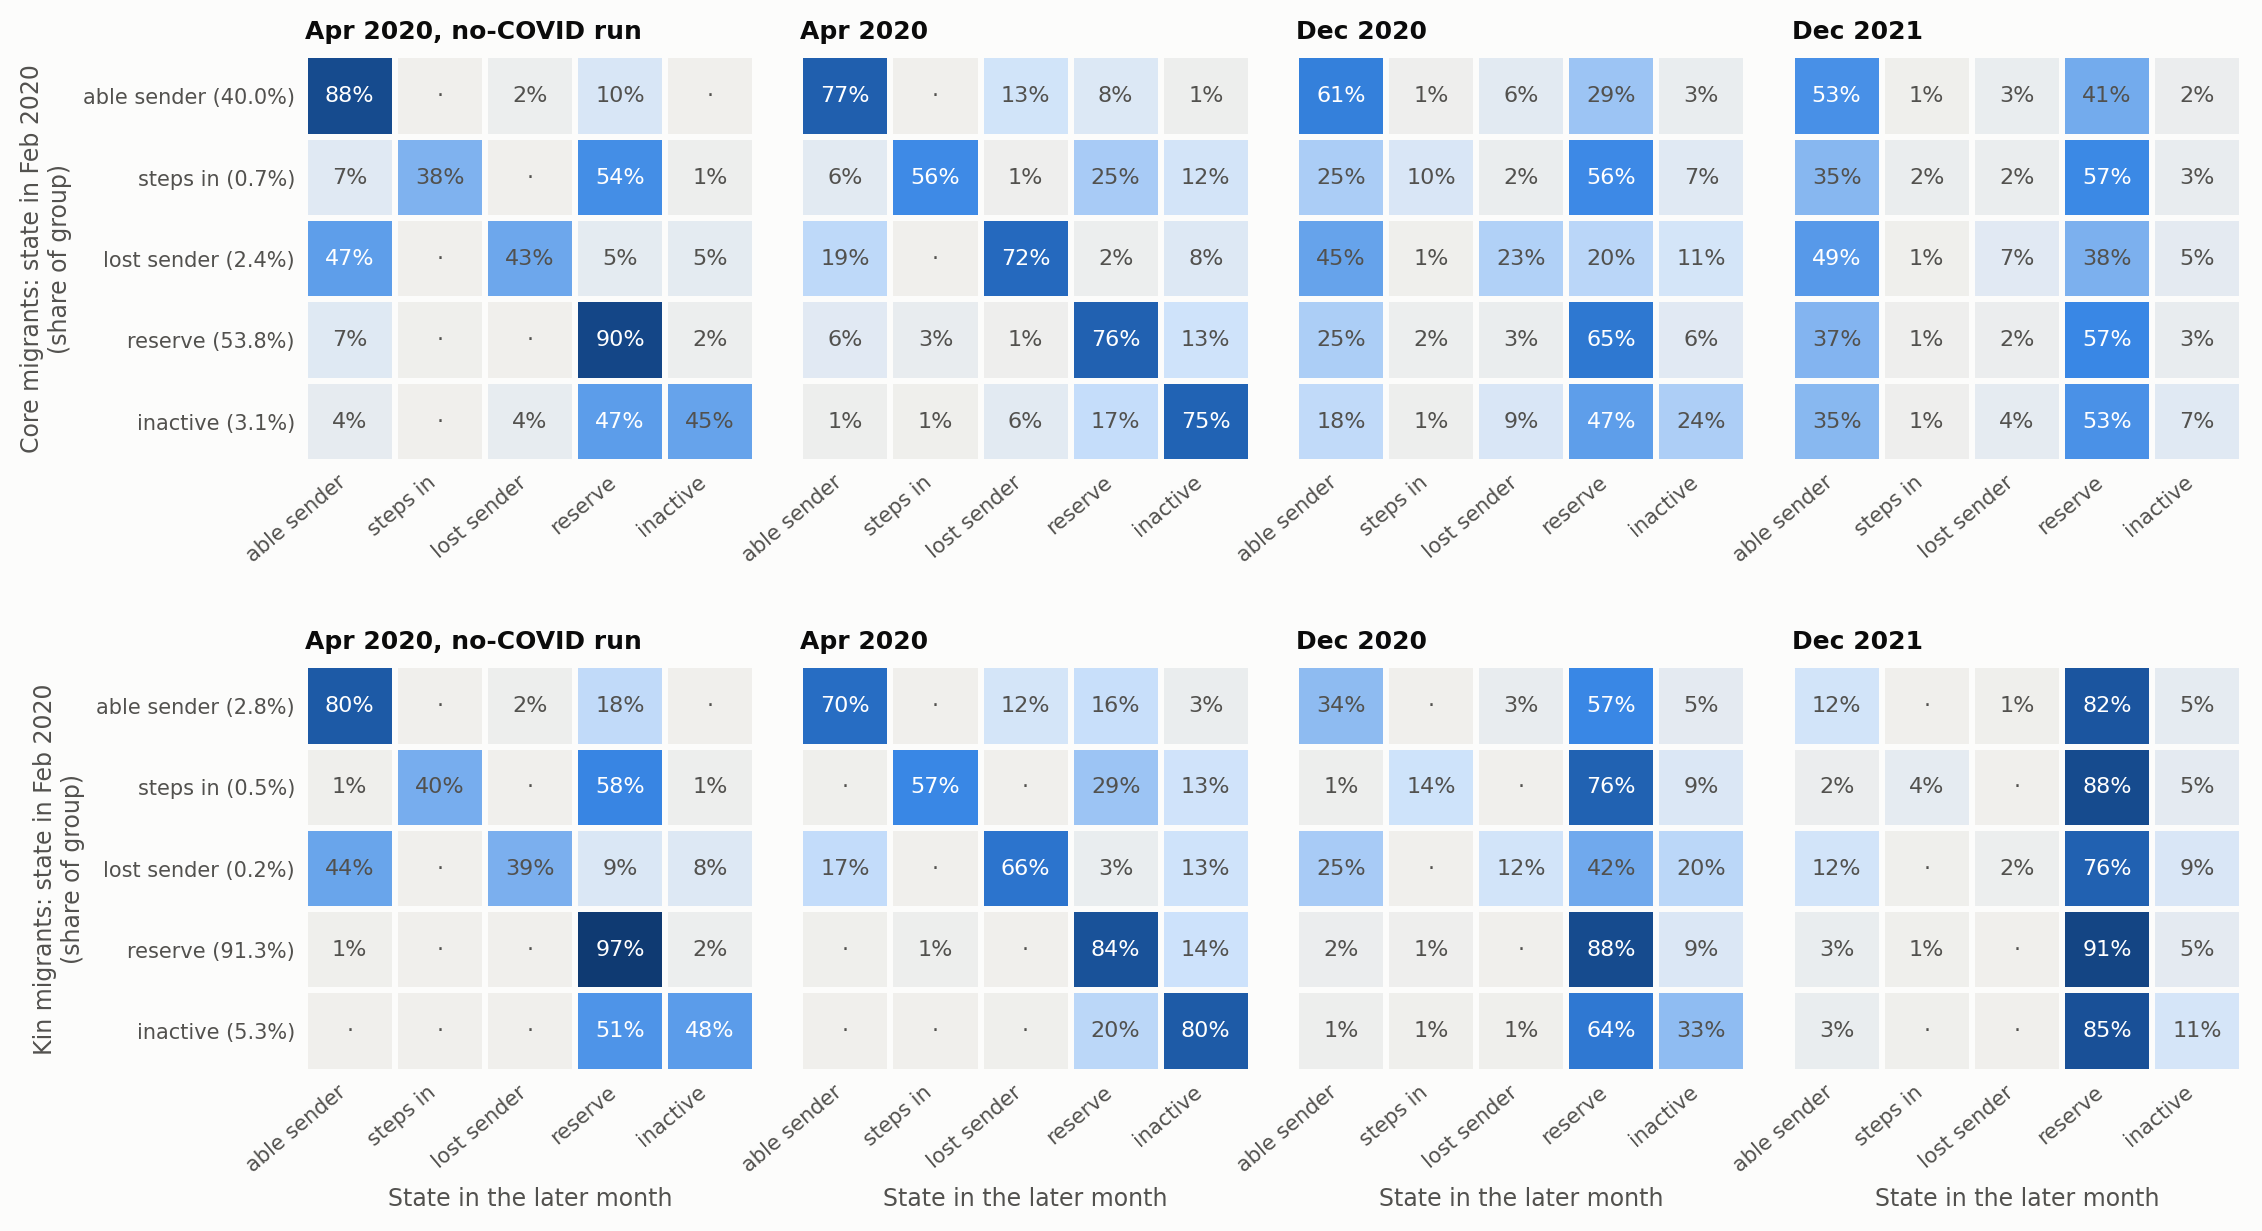 Apr 2020, no-COVID run Apr 2020 Dec 2020 Dec 2021
Core migrants: state in Feb 2020
(share of group)
able sender (40.0%) 88% · 2% 10% · 77% · 13% 8% 1% 61% 1% 6% 29% 3% 53% 1% 3% 41% 2%
steps in (0.7%) 7% 38% · 54% 1% 6% 56% 1% 25% 12% 25% 10% 2% 56% 7% 35% 2% 2% 57% 3%
lost sender (2.4%) 47% · 43% 5% 5% 19% · 72% 2% 8% 45% 1% 23% 20% 11% 49% 1% 7% 38% 5%
reserve (53.8%) 7% · · 90% 2% 6% 3% 1% 76% 13% 25% 2% 3% 65% 6% 37% 1% 2% 57% 3%
inactive (3.1%) 4% · 4% 47% 45% 1% 1% 6% 17% 75% 18% 1% 9% 47% 24% 35% 1% 4% 53% 7%
able sender steps in lost sender reserve inactive able sender steps in lost sender reserve inactive able sender steps in lost sender reserve inactive able sender steps in lost sender reserve inactive
Apr 2020, no-COVID run Apr 2020 Dec 2020 Dec 2021
Kin migrants: state in Feb 2020
(share of group)
able sender (2.8%) 80% · 2% 18% · 70% · 12% 16% 3% 34% · 3% 57% 5% 12% · 1% 82% 5%
steps in (0.5%) 1% 40% · 58% 1% · 57% · 29% 13% 1% 14% · 76% 9% 2% 4% · 88% 5%
lost sender (0.2%) 44% · 39% 9% 8% 17% · 66% 3% 13% 25% · 12% 42% 20% 12% · 2% 76% 9%
reserve (91.3%) 1% · · 97% 2% · 1% · 84% 14% 2% 1% · 88% 9% 3% 1% · 91% 5%
inactive (5.3%) · · · 51% 48% · · · 20% 80% 1% 1% 1% 64% 33% 3% · · 85% 11%
able sender steps in lost sender reserve inactive able sender steps in lost sender reserve inactive able sender steps in lost sender reserve inactive able sender steps in lost sender reserve inactive
State in the later month State in the later month State in the later month State in the later month